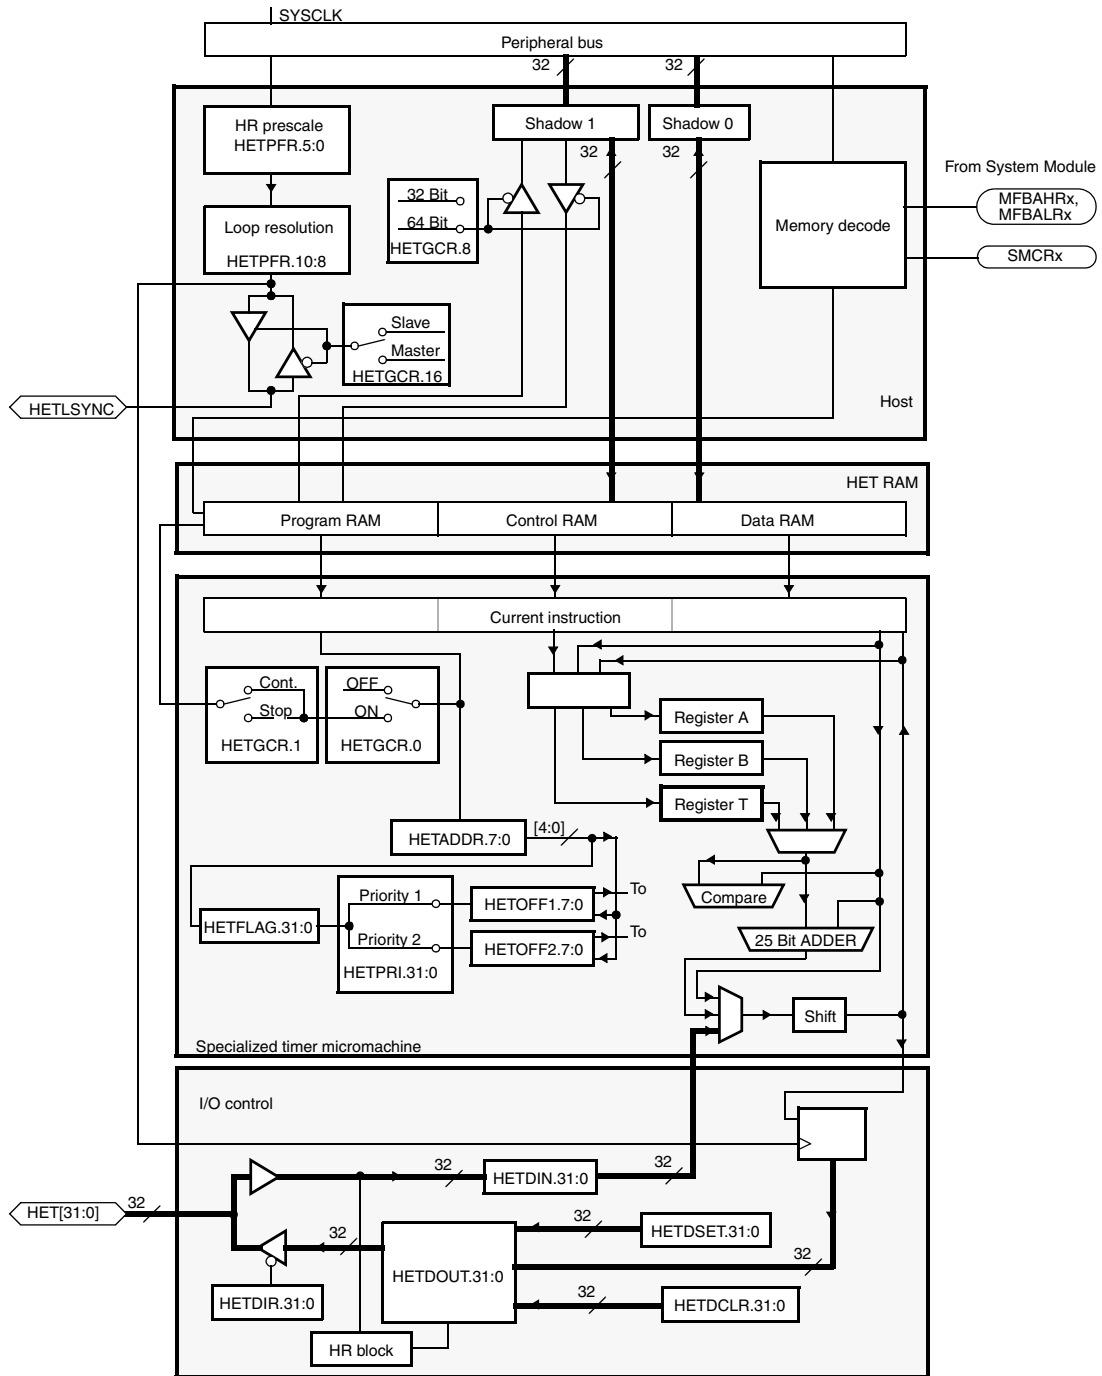 SYSCLK
Peripheral bus
32
32
HR prescale
HETPFR.5:0
Shadow 1
Shadow 0
32
32
From System Module
MFBAHRx,
MFBALRx
32 Bit
64 Bit
HETGCR.8
Loop resolution
HETPFR.10:8
Memory decode
SMCRx
Slave
Master
HETGCR.16
HETLSYNC
Host
HET RAM
Program RAM
Control RAM
Data RAM
Current instruction
Cont.
Stop
HETGCR.1
OFF
ON
HETGCR.0
Register A
Register B
Register T
HETADDR.7:0
[4:0]
Compare
Priority 1
HETOFF1.7:0
To
HETFLAG.31:0
Priority 2
HETOFF2.7:0
To
25 Bit ADDER
HETPRI.31:0
Shift
Specialized timer micromachine
I/O control
32
HETDIN.31:0
32
HET[31:0]
32
32
HETDOUT.31:0
32
HETDSET.31:0
32
HETDIR.31:0
32
HETDCLR.31:0
HR block